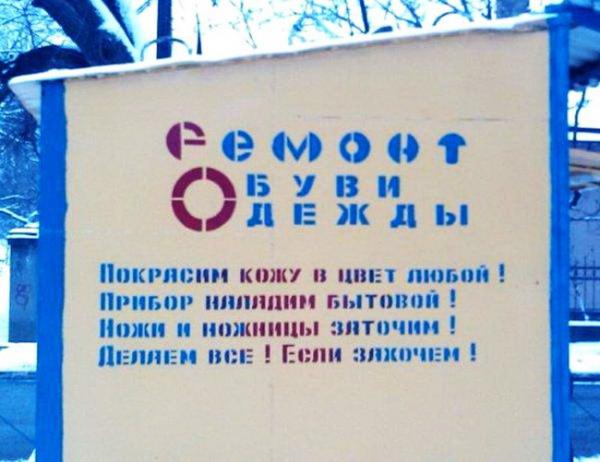 Ремонт
Обуви
Одежды
Покрасим кожу в цвет любой!
Прибор наладим бытовой!
Ножи и ножницы заточим!
Делаем все! Если захочем!